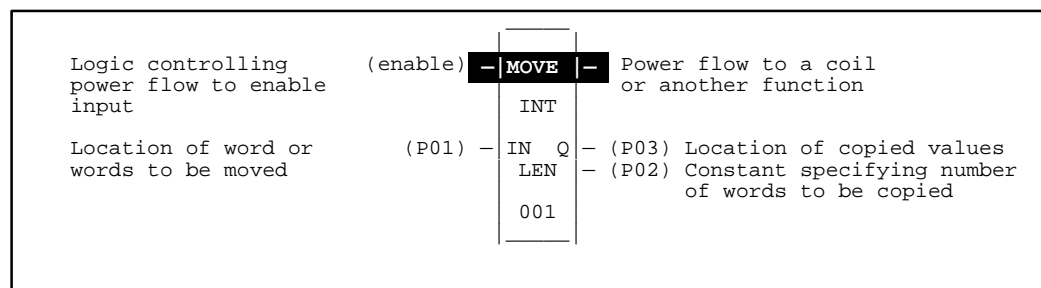 Logic controlling (enable) –|MOVE |– Power flow to a coil
power flow to enable or another function
input INT
Location of word or (P01) –|IN Q|– (P03) Location of copied values
words to be moved LEN |– (P02) Constant specifying number
of words to be copied
001